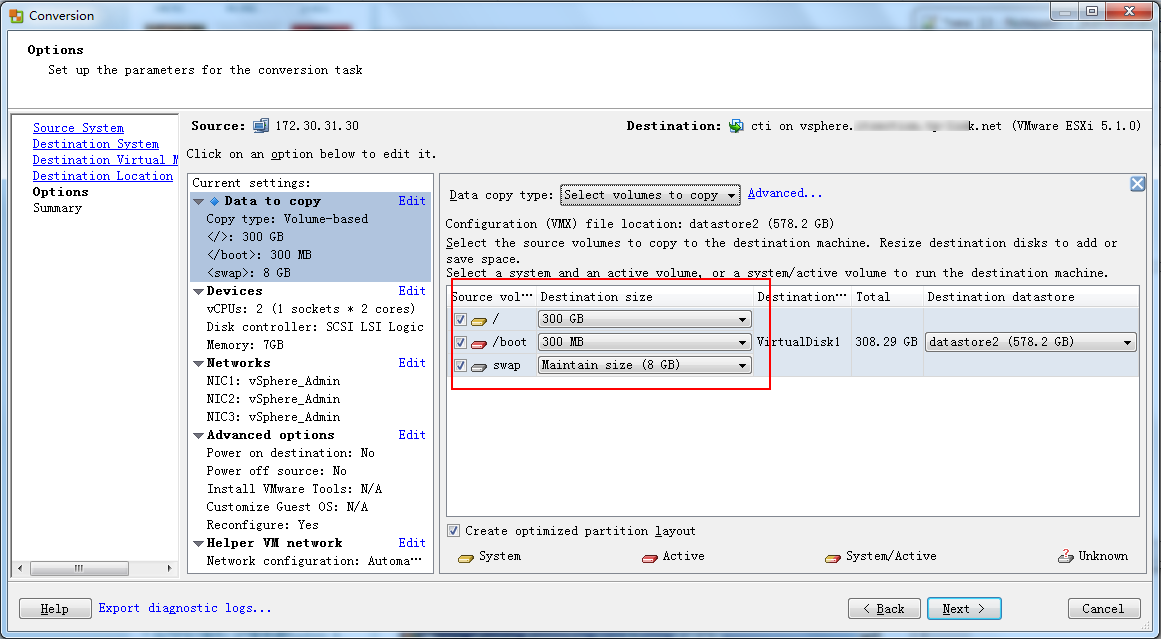 Conversion
Options
Set up the parameters for the conversion task
Source System
Destination System
Destination Virtual M
Destination Location
Options
Summary
Source: 172.30.31.30
Destination: cti on vsphere. k.net (VMware ESXi 5.1.0)
Click on an option below to edit it.
Current settings:
Data to copy Edit
Copy type: Volume-based
</>: 300 GB
</boot>: 300 MB
<swap>: 8 GB
Devices Edit
vCPUs: 2 (1 sockets * 2 cores)
Disk controller: SCSI LSI Logic
Memory: 7GB
Networks Edit
NIC1: vSphere_Admin
NIC2: vSphere_Admin
NIC3: vSphere_Admin
Advanced options Edit
Power on destination: No
Power off source: No
Install VMware Tools: N/A
Customize Guest OS: N/A
Reconfigure: Yes
Helper VM network Edit
Network configuration: Automa…
Data copy type: Select volumes to copy Advanced...
Configuration (VMX) file location: datastore2 (578.2 GB)
Select the source volumes to copy to the destination machine. Resize destination disks to add or
save space.
Select a system and an active volume, or a system/active volume to run the destination machine.
Source vol… Destination size Destination… Total Destination datastore
/ 300 GB
/boot 300 MB VirtualDisk1 308.29 GB datastore2 (578.2 GB)
swap Maintain size (8 GB)
Create optimized partition layout
System Active System/Active Unknown
Help Export diagnostic logs... < Back Next > Cancel